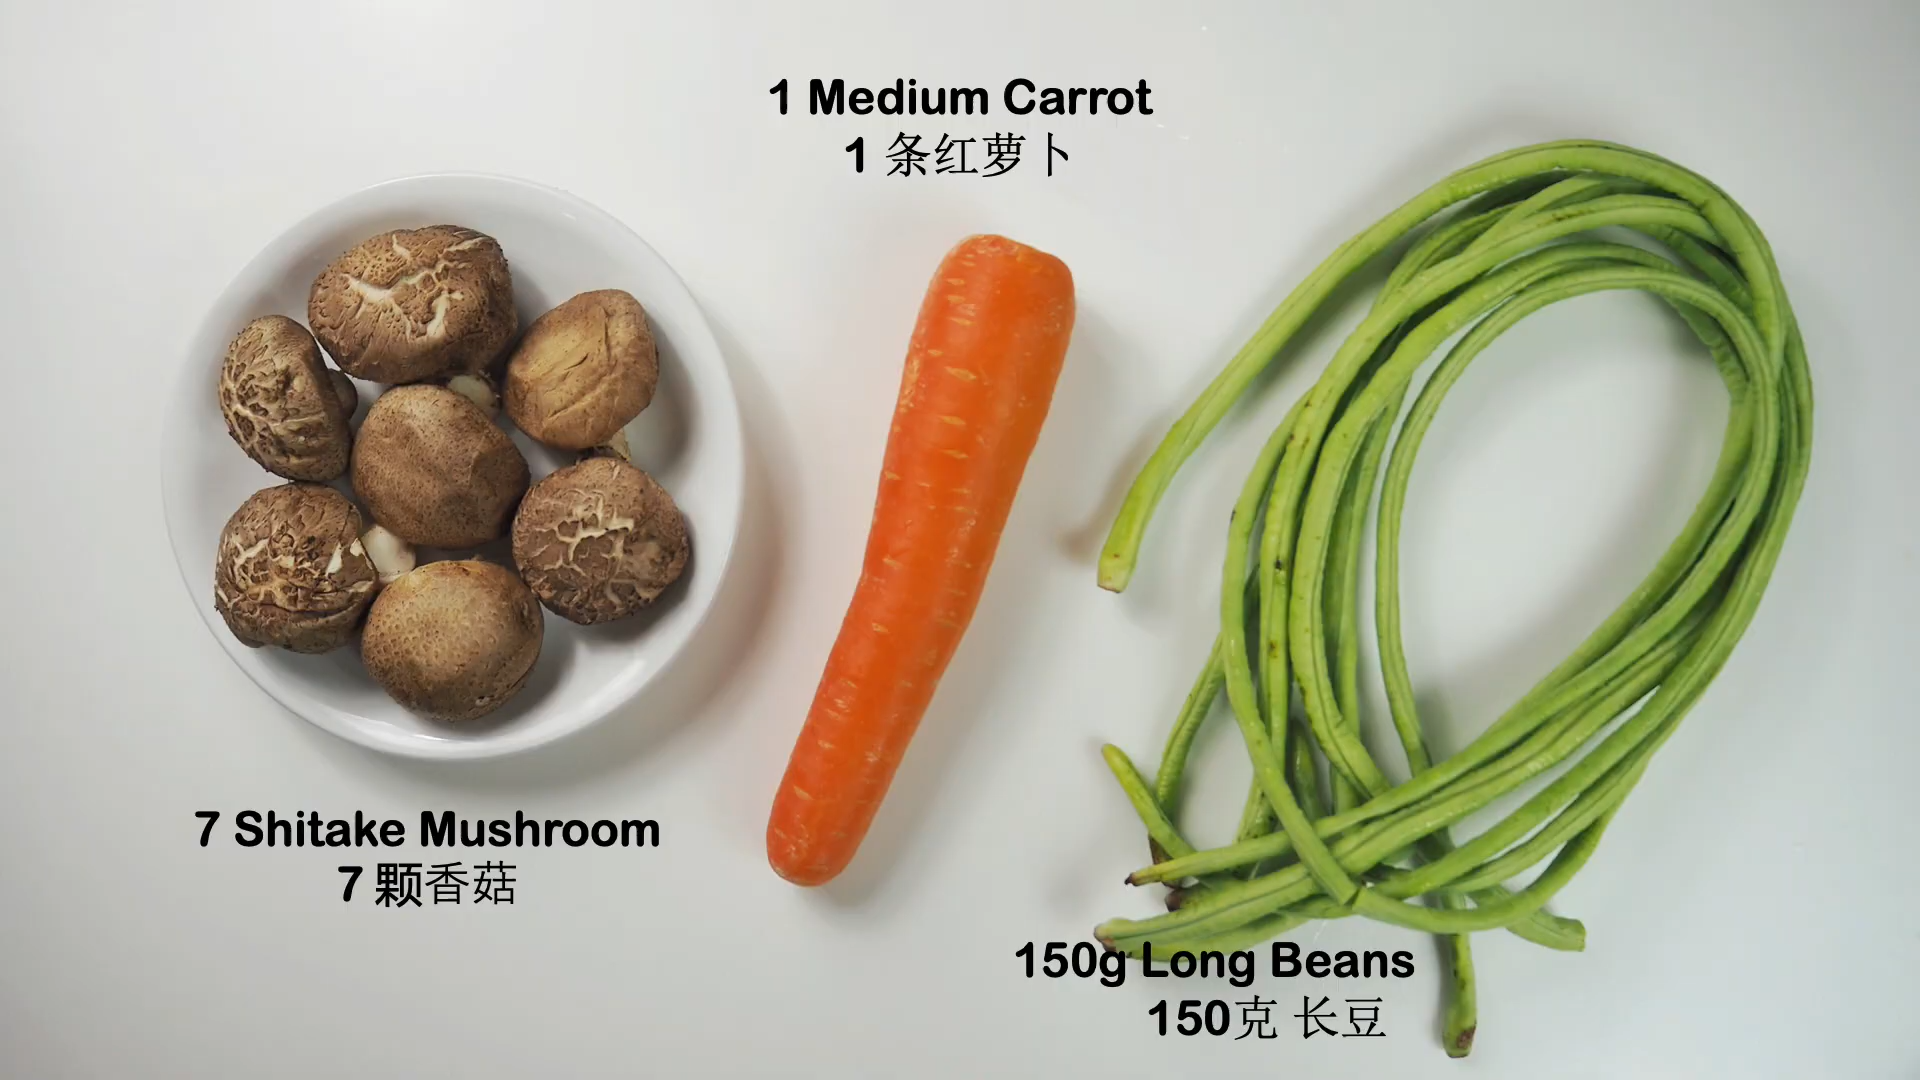 1 Medium Carrot
1 条红萝卜
7 Shitake Mushroom
7 颗香菇
150g Long Beans
150克 长豆